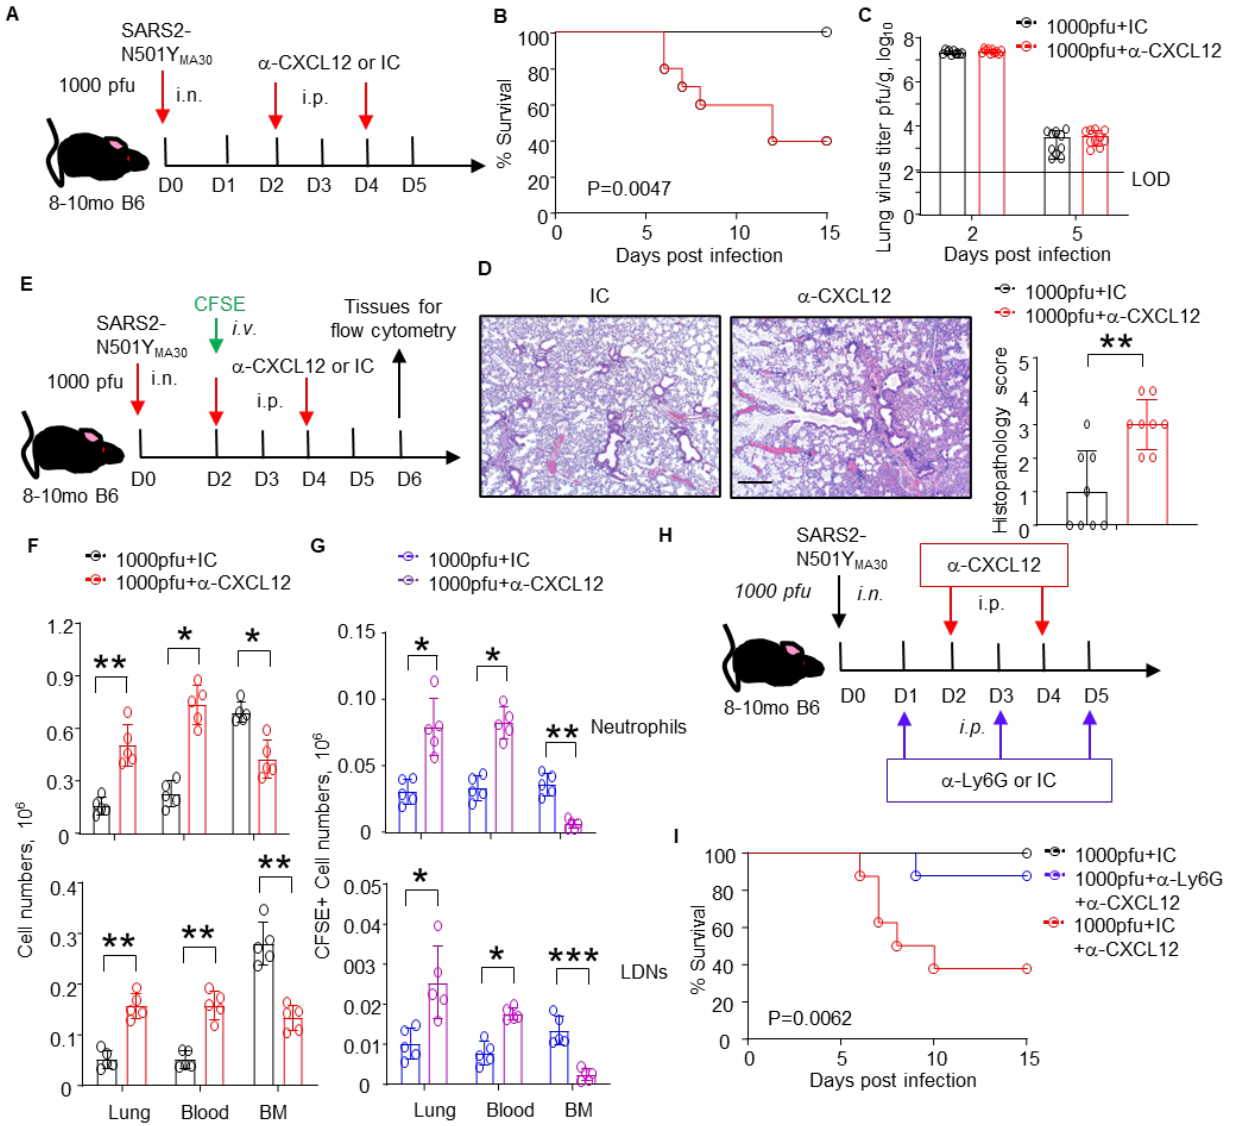 A
SARS2-
N501YMA30
α-CXCL12 or IC
1000 pfu
i.n.
i.p.
D0 D1 D2 D3 D4 D5
8-10mo B6
B
% Survival
100
80
60
40
20
0
P=0.0047
0 5 10 15
Days post infection
C
1000pfu+IC
1000pfu+α-CXCL12
Lung virus titer pfu/g, log10
8
6
4
2
0
LOD
2 5
Days post infection
D
IC α-CXCL12
1000pfu+IC
1000pfu+α-CXCL12
**
Histopathology score
5
4
3
2
1
0
E
CFSE
i.v.
Tissues for
flow cytometry
SARS2-
N501YMA30
α-CXCL12 or IC
1000 pfu
i.n.
i.p.
D0 D2 D3 D4 D5 D6
8-10mo B6
F
1000pfu+IC
1000pfu+α-CXCL12
Cell numbers, 10⁶
1.2
0.9
0.6
0.3
0
** * *
0.4
0.3
0.2
0.1
0
** ** **
Lung Blood BM
G
1000pfu+IC
1000pfu+α-CXCL12
CFSE+ Cell numbers, 10⁶
0.15
0.10
0.05
0
* * **
Neutrophils
0.05
0.04
003
0.02
0.01
0
* * ***
LDNs
Lung Blood BM
H
SARS2-
N501YMA30
1000 pfu
i.n.
α-CXCL12
i.p.
D0 D1 D2 D3 D4 D5
8-10mo B6
i.p.
α-Ly6G or IC
I
% Survival
100
80
60
40
20
0
P=0.0062
0 5 10 15
Days post infection
1000pfu+IC
1000pfu+α-Ly6G
+α-CXCL12
1000pfu+IC
+α-CXCL12